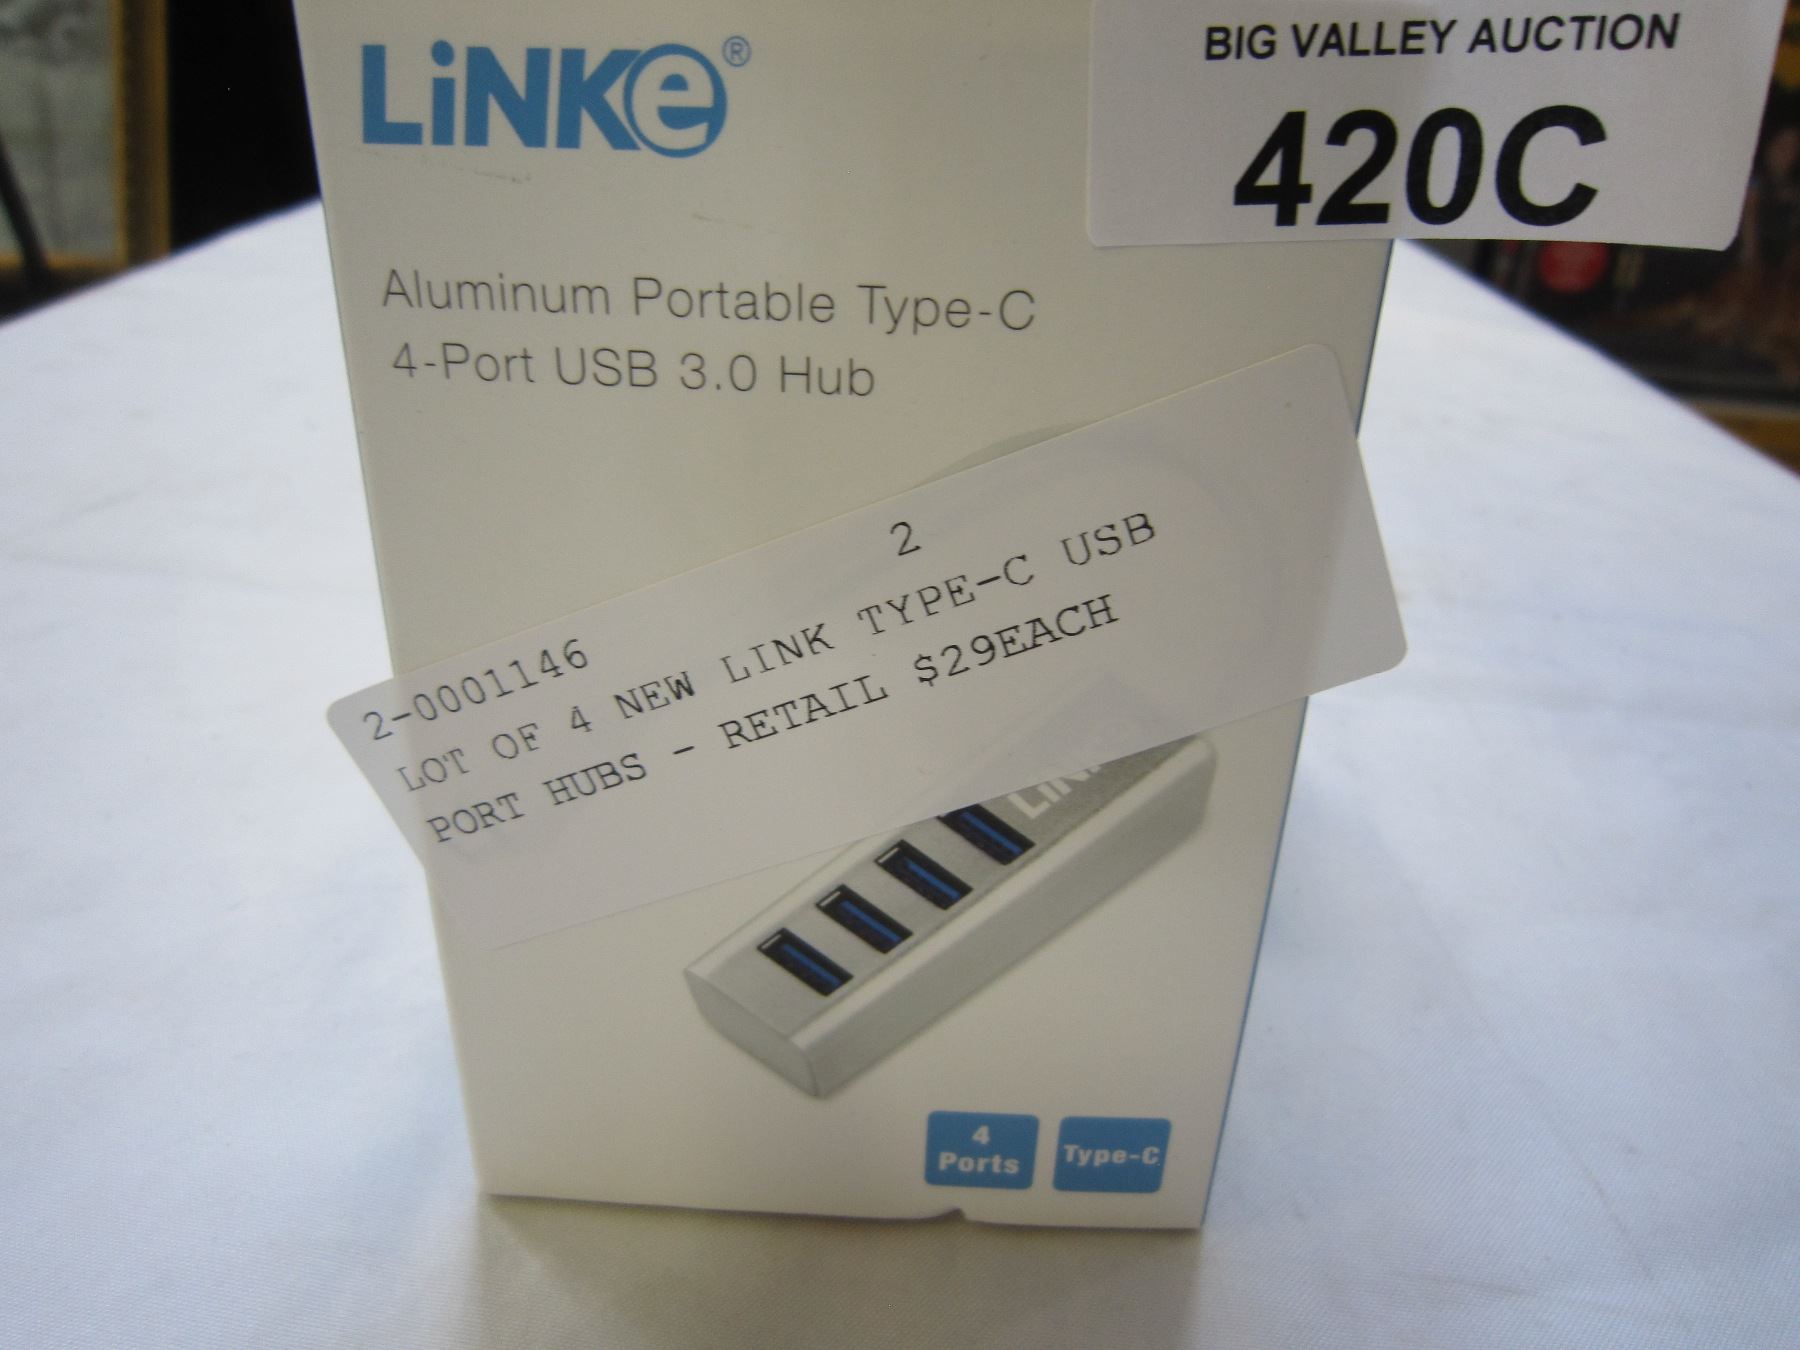 LiNKe®
BIG VALLEY AUCTION
420C
Aluminum Portable Type-C
4-Port USB 3.0 Hub
2
2-0001146
LOT OF 4 NEW LINK TYPE-C USB
PORT HUBS - RETAIL $29EACH
4
Ports
Type-C